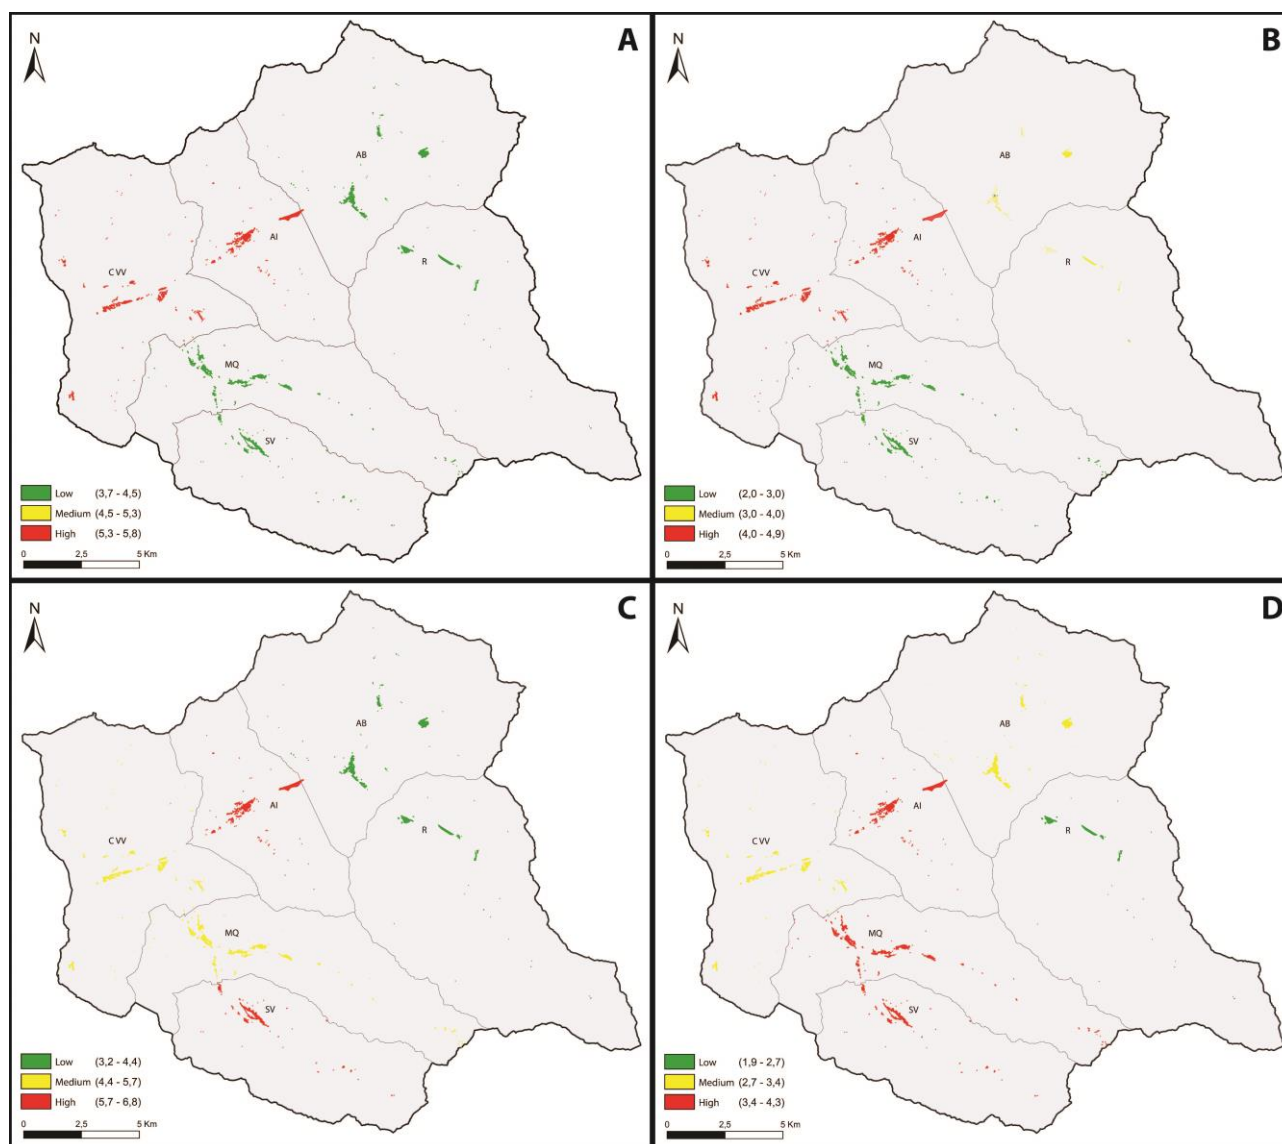 N
A
AB
AI
R
C VV
MQ
SV
Low (3,7 - 4,5)
Medium (4,5 - 5,3)
High (5,3 - 5,8)
0 2,5 5 Km
N
B
AB
AI
R
C VV
MQ
SV
Low (2,0 - 3,0)
Medium (3,0 - 4,0)
High (4,0 - 4,9)
0 2,5 5 Km
N
C
AB
AI
R
C VV
MQ
SV
Low (3,2 - 4,4)
Medium (4,4 - 5,7)
High (5,7 - 6,8)
0 2,5 5 Km
N
D
AB
AI
R
C VV
MQ
SV
Low (1,9 - 2,7)
Medium (2,7 - 3,4)
High (3,4 - 4,3)
0 2,5 5 Km